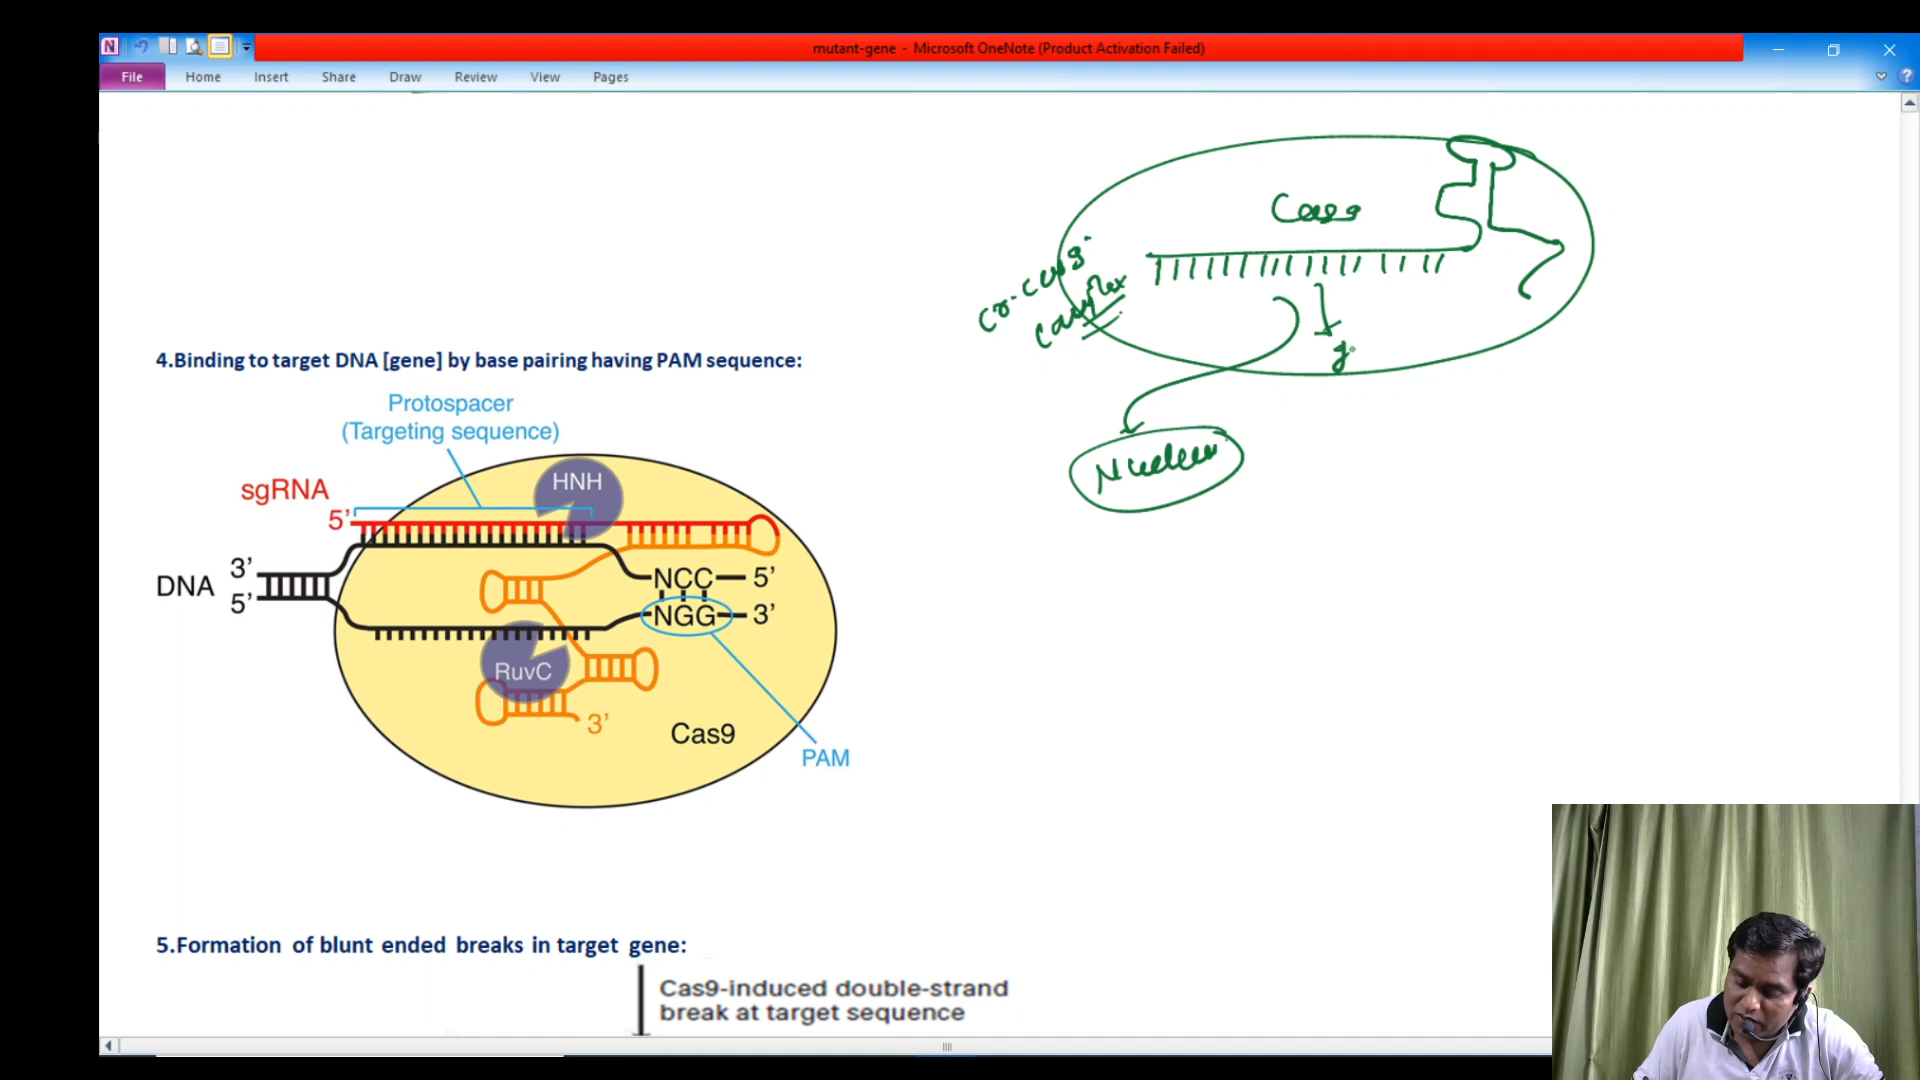 mutant-gene - Microsoft OneNote (Product Activation Failed)
File Home Insert Share Draw Review View Pages
Cas9
complex
4.Binding to target DNA [gene] by base pairing having PAM sequence:
Protospacer
(Targeting sequence)
HNH
sgRNA
5’
3’
DNA
5’
NCC 5’
NGG 3’
RuvC
3’
Cas9
PAM
5.Formation of blunt ended breaks in target gene:
Cas9-induced double-strand
break at target sequence